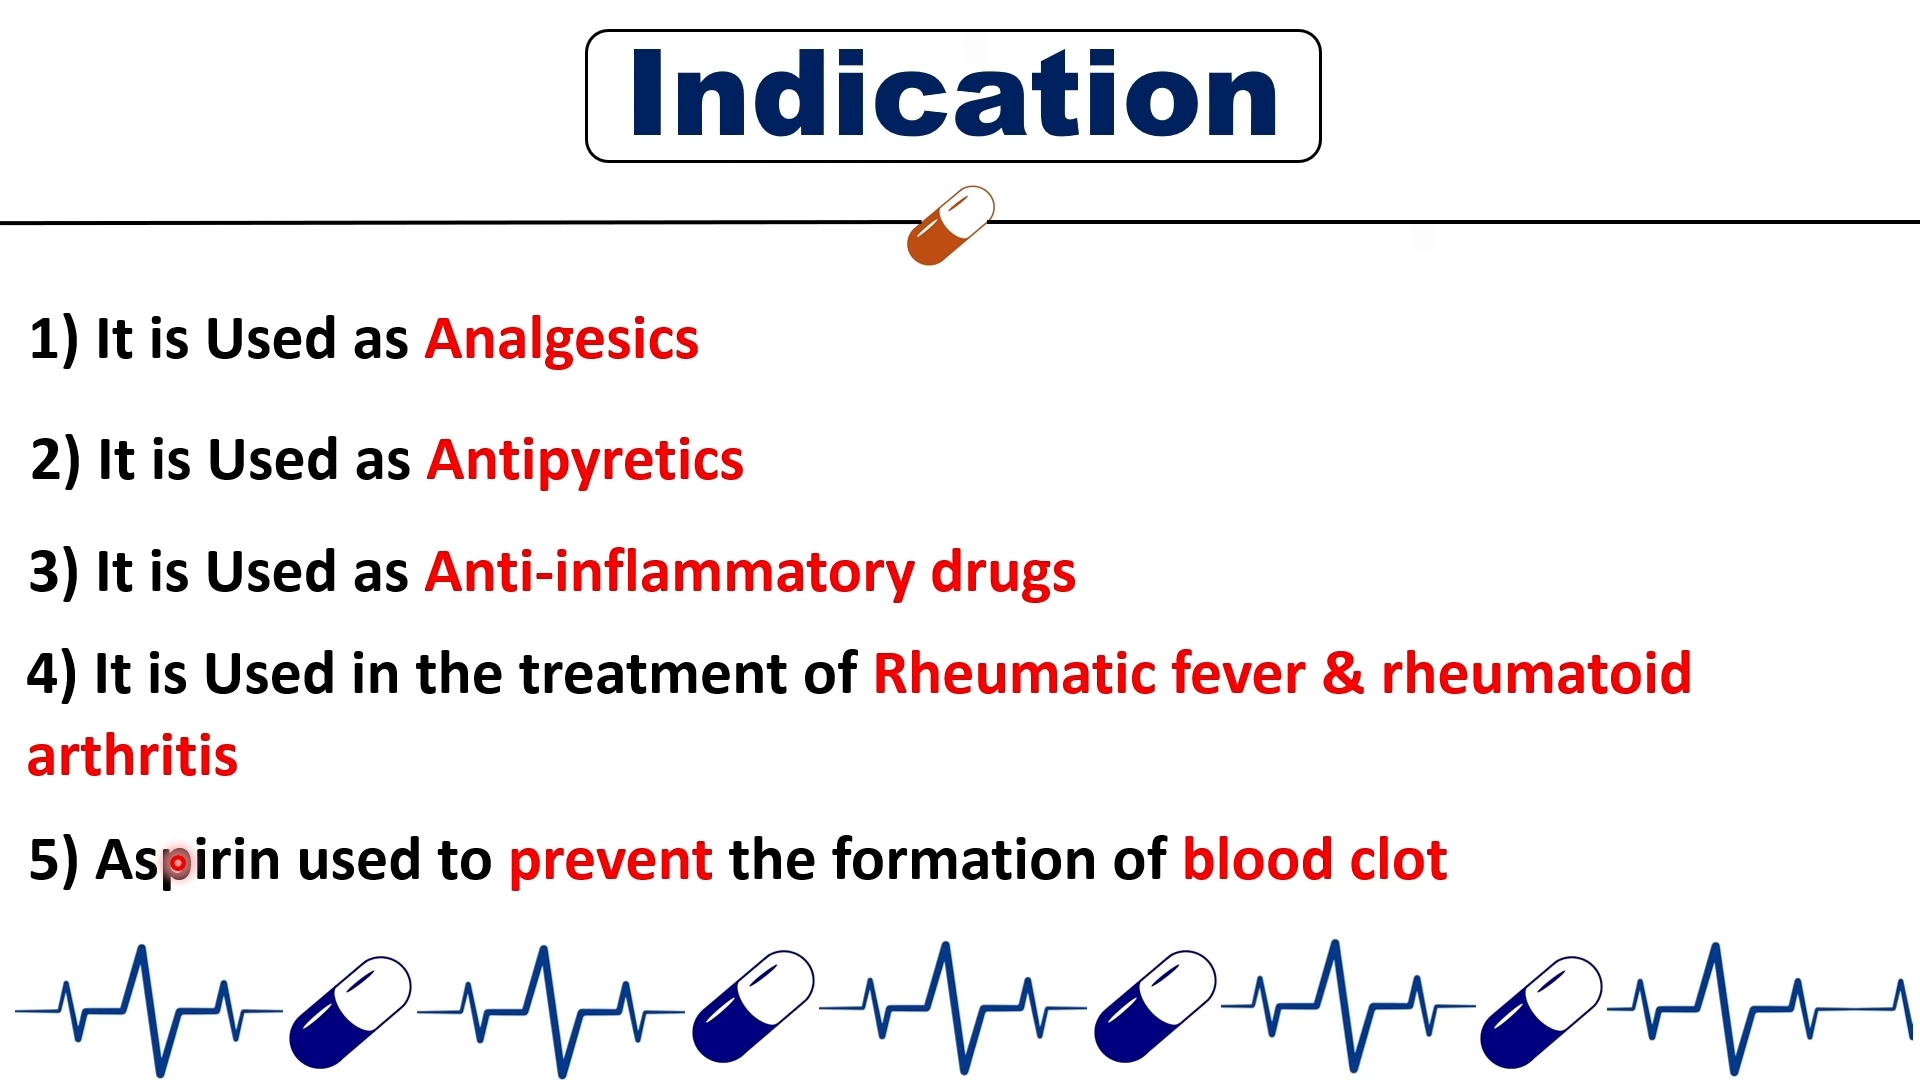 Indication
1) It is Used as Analgesics
2) It is Used as Antipyretics
3) It is Used as Anti-inflammatory drugs
4) It is Used in the treatment of Rheumatic fever & rheumatoid
arthritis
5) Aspirin used to prevent the formation of blood clot